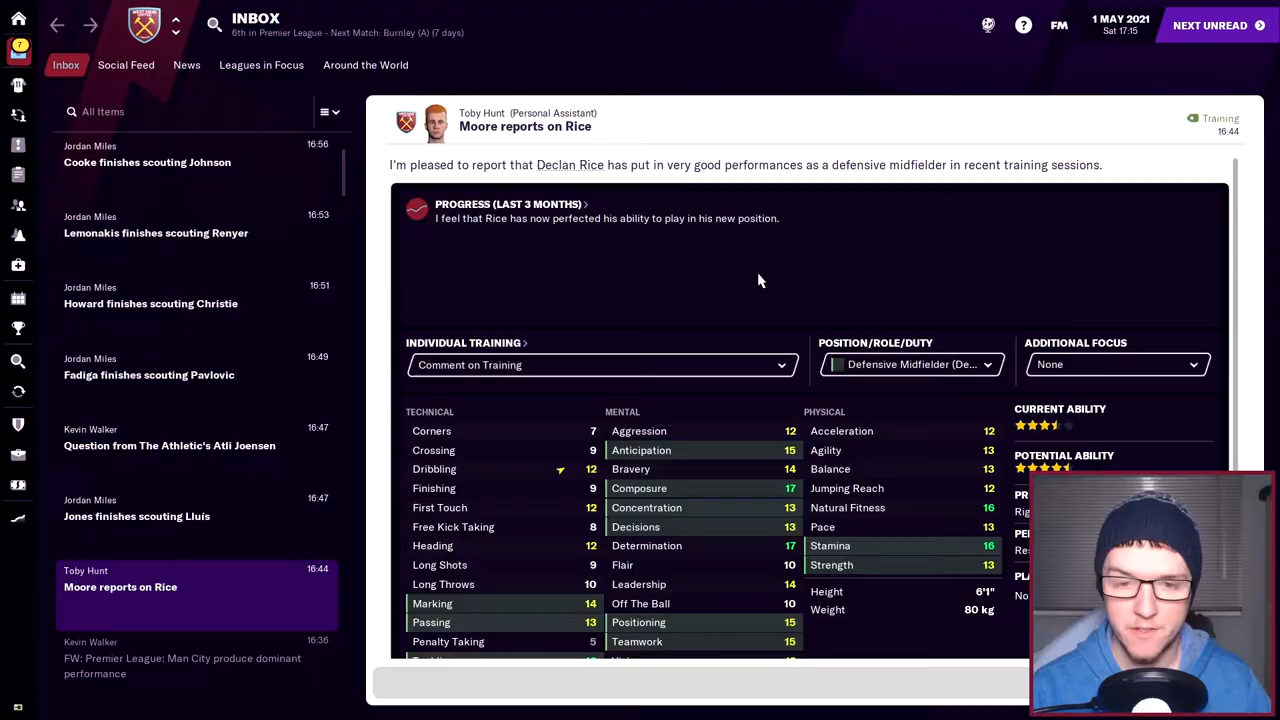 INBOX
6th in Premier League - Next Match: Burnley (A) (7 days)
FM
1 MAY 2021
Sat 17:15
NEXT UNREAD
7
Inbox
Social Feed
News
Leagues in Focus
Around the World
All Items
16:56
Cooke finishes scouting Johnson
Jordan Miles 16:53
Lemonakis finishes scouting Renyer
Jordan Miles 16:51
Howard finishes scouting Christie
Jordan Miles 16:49
Fadiga finishes scouting Pavlovic
Kevin Walker 16:47
Question from The Athletic's Atli Joensen
Jordan Miles 16:47
Jones finishes scouting Lluís
Toby Hunt 16:44
Moore reports on Rice
Kevin Walker 16:36
FW: Premier League: Man City produce dominant
performance
Toby Hunt (Personal Assistant)
Moore reports on Rice
Training
16:44
I'm pleased to report that Declan Rice has put in very good performances as a defensive midfielder in recent training sessions.
PROGRESS (LAST 3 MONTHS)
I feel that Rice has now perfected his ability to play in his new position.
INDIVIDUAL TRAINING
Comment on Training
POSITION/ROLE/DUTY
Defensive Midfielder (De...
ADDITIONAL FOCUS
None
TECHNICAL
Corners 7
Crossing 9
Dribbling 12
Finishing 9
First Touch 12
Free Kick Taking 8
Heading 12
Long Shots 9
Long Throws 10
Marking 14
Passing 13
Penalty Taking 5
MENTAL
Aggression 12
Anticipation 15
Bravery 14
Composure 17
Concentration 13
Decisions 13
Determination 17
Flair 10
Leadership 14
Off The Ball 10
Positioning 15
Teamwork 15
PHYSICAL
Acceleration 12
Agility 13
Balance 13
Jumping Reach 12
Natural Fitness 16
Pace 13
Stamina 16
Strength 13
Height 6'1"
Weight 80 kg
CURRENT ABILITY
POTENTIAL ABILITY